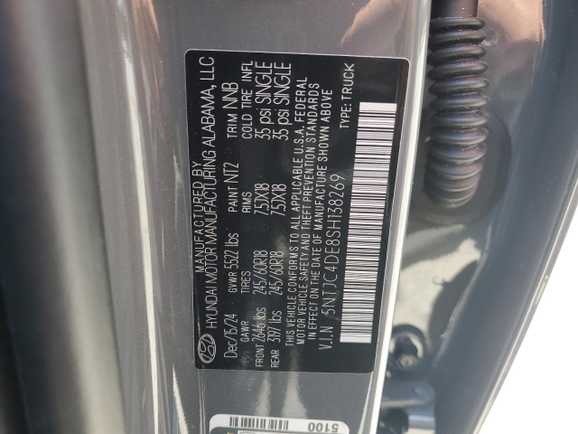 MANUFACTURED BY
HYUNDAI MOTOR MANUFACTURING ALABAMA, LLC
Dec/15/24 GVWR 5521 lbs PAINT NT2 TRIM NNB
GAWR TIRES RIMS COLD TIRE INFL
FRONT 2646 lbs 245/60R18 7.5JX18 35 psi SINGLE
REAR 3197 lbs 245/60R18 7.5JX18 35 psi SINGLE
THIS VEHICLE CONFORMS TO ALL APPLICABLE U.S.A. FEDERAL
MOTOR VEHICLE SAFETY AND THEFT PREVENTION STANDARDS
IN EFFECT ON THE DATE OF MANUFACTURE SHOWN ABOVE
V.I.N 5NTJC4DE8SH138269 TYPE:TRUCK
5100